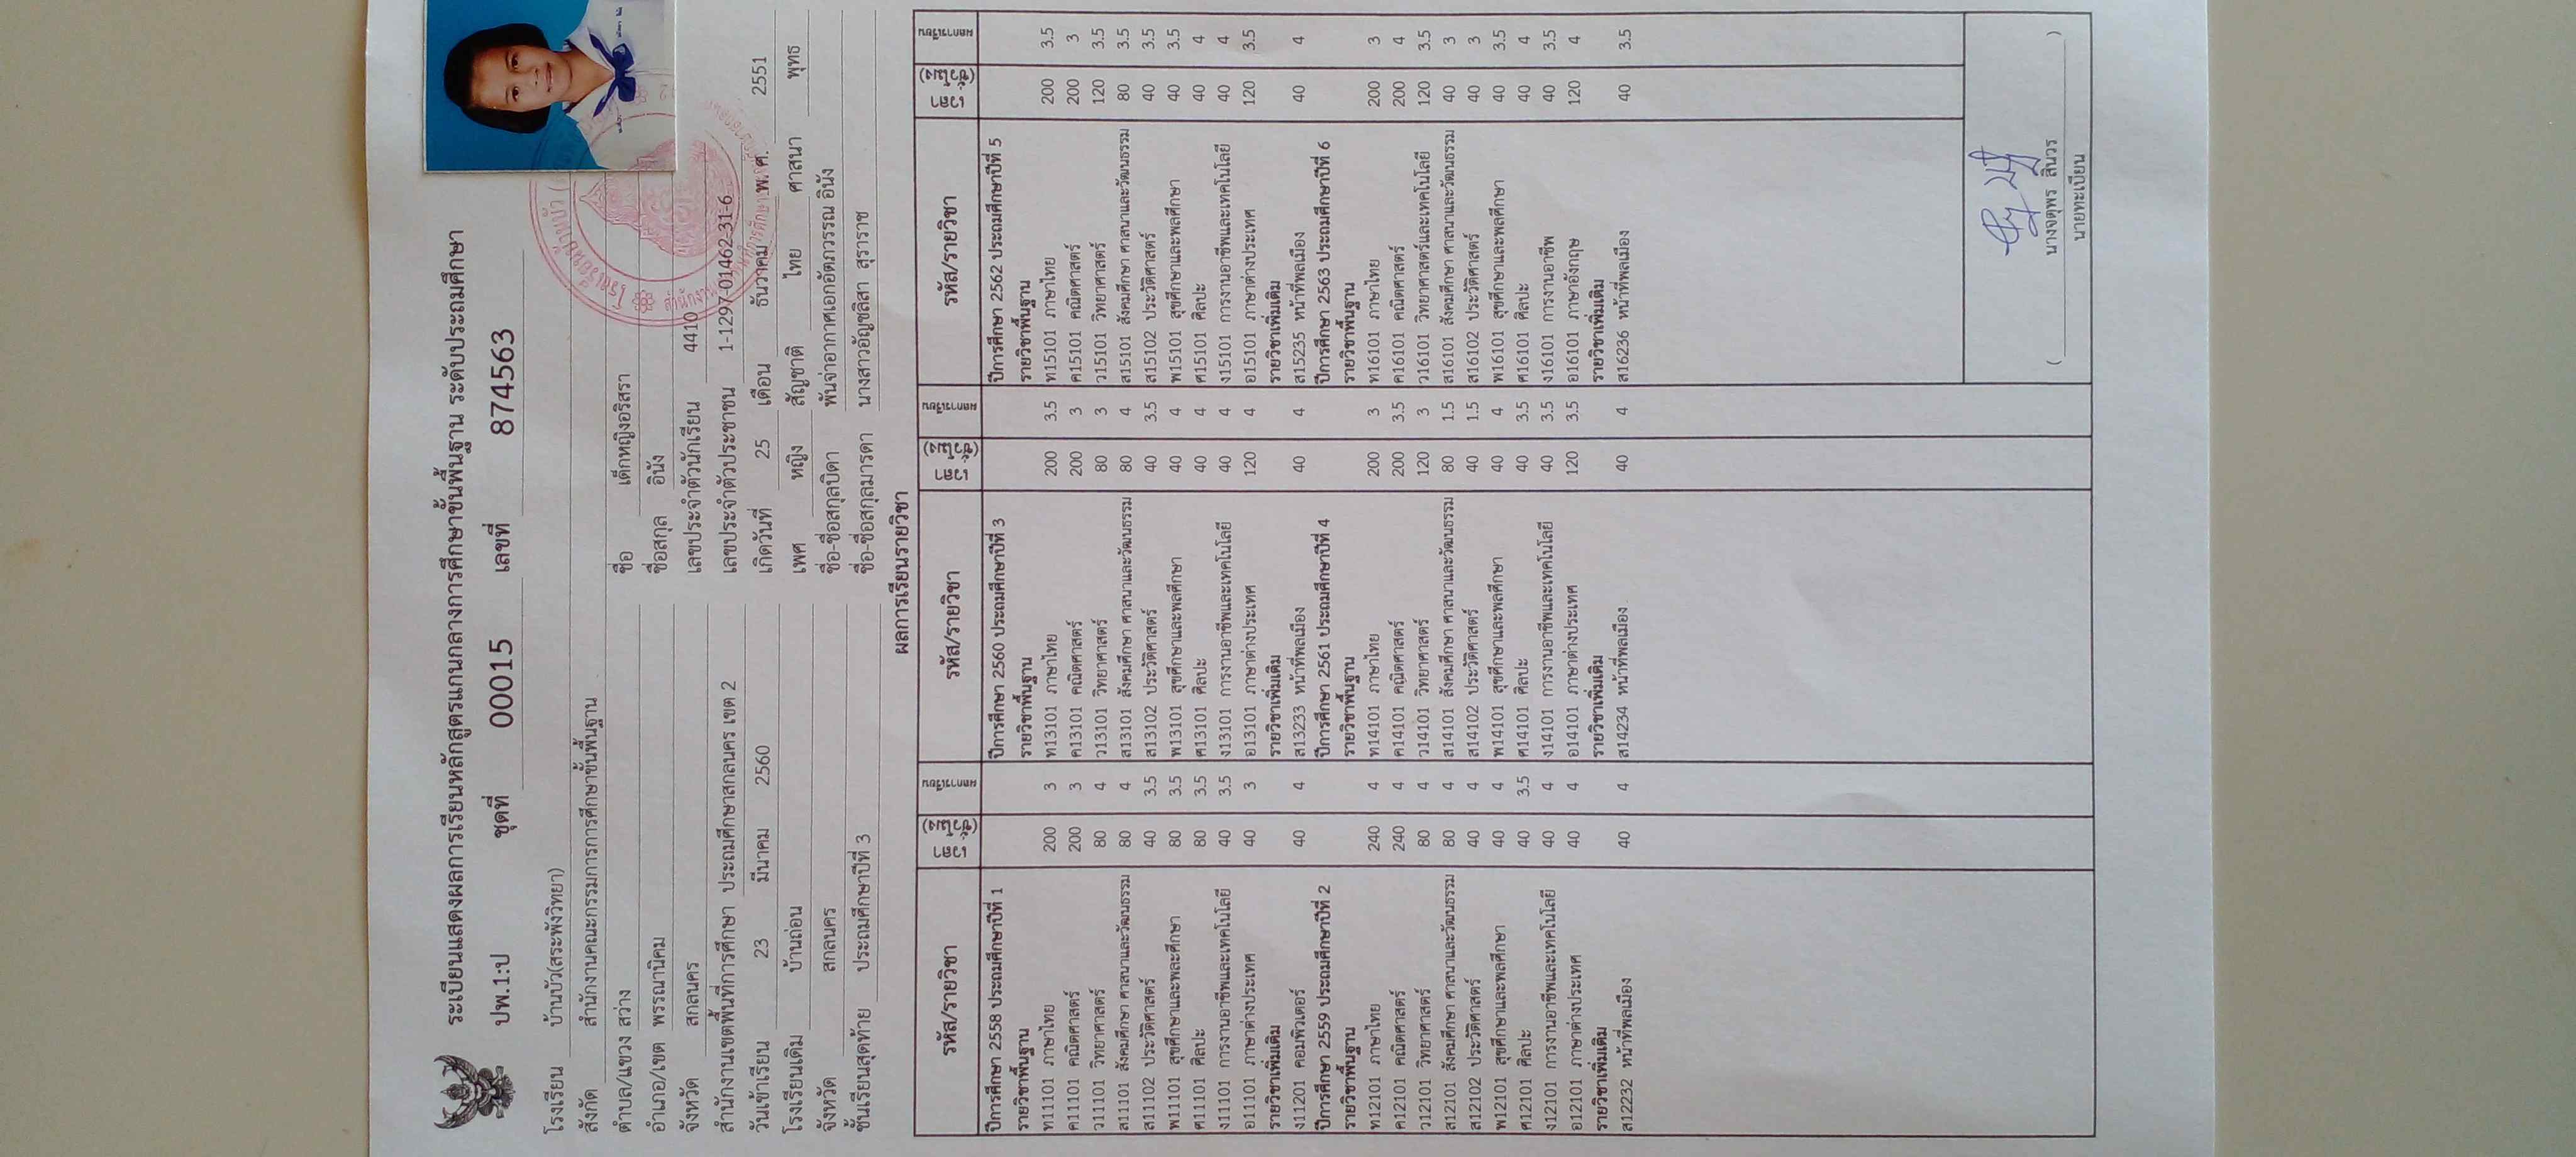 ระเบียนแสดงผลการเรียนหลักสูตรแกนกลางการศึกษาขั้นพื้นฐาน ระดับประถมศึกษา
ปพ.1:ป ชุดที่ 00015 เลขที่ 874563
โรงเรียน บ้านบัว(สระพังวิทยา)
สังกัด สำนักงานคณะกรรมการการศึกษาขั้นพื้นฐาน
ตำบล/แขวง สว่าง
อำเภอ/เขต พรรณานิคม
จังหวัด สกลนคร
สำนักงานเขตพื้นที่การศึกษา ประถมศึกษาสกลนคร เขต 2
วันเข้าเรียน 23 มีนาคม 2560
โรงเรียนเดิม บ้านถ่อน
จังหวัด สกลนคร
ชั้นเรียนสุดท้าย ประถมศึกษาปีที่ 3
ชื่อ เด็กหญิงอริสรา
ชื่อสกุล อินัง
เลขประจำตัวนักเรียน 4410
เลขประจำตัวประชาชน 1-1297-01462-31-6
เกิดวันที่ 25 เดือน ธันวาคม พ.ศ. 2551
เพศ หญิง สัญชาติ ไทย ศาสนา พุทธ
ชื่อ-ชื่อสกุลบิดา พันจ่าอากาศเอกอัตภวรรณ อินัง
ชื่อ-ชื่อสกุลมารดา นางสาวอัญชลิสา สุราราช
ผลการเรียนรายวิชา
รหัส/รายวิชา เวลา (ชั่วโมง) ผลการเรียน
ปีการศึกษา 2558 ประถมศึกษาปีที่ 1
รายวิชาพื้นฐาน
ท11101 ภาษาไทย 200 3
ค11101 คณิตศาสตร์ 200 3
ว11101 วิทยาศาสตร์ 80 4
ส11101 สังคมศึกษา ศาสนาและวัฒนธรรม 80 4
ส11102 ประวัติศาสตร์ 40 3.5
พ11101 สุขศึกษาและพละศึกษา 80 3.5
ศ11101 ศิลปะ 80 3.5
ง11101 การงานอาชีพและเทคโนโลยี 40 3.5
อ11101 ภาษาต่างประเทศ 40 3
รายวิชาเพิ่มเติม
ง11201 คอมพิวเตอร์ 40 4
ปีการศึกษา 2559 ประถมศึกษาปีที่ 2
รายวิชาพื้นฐาน
ท12101 ภาษาไทย 240 4
ค12101 คณิตศาสตร์ 240 4
ว12101 วิทยาศาสตร์ 80 4
ส12101 สังคมศึกษา ศาสนาและวัฒนธรรม 80 4
ส12102 ประวัติศาสตร์ 40 4
พ12101 สุขศึกษาและพลศึกษา 40 4
ศ12101 ศิลปะ 40 3.5
ง12101 การงานอาชีพและเทคโนโลยี 40 4
อ12101 ภาษาต่างประเทศ 40 4
รายวิชาเพิ่มเติม
ส12232 หน้าที่พลเมือง 40 4
รหัส/รายวิชา เวลา (ชั่วโมง) ผลการเรียน
ปีการศึกษา 2560 ประถมศึกษาปีที่ 3
รายวิชาพื้นฐาน
ท13101 ภาษาไทย 200 3.5
ค13101 คณิตศาสตร์ 200 3
ว13101 วิทยาศาสตร์ 80 3
ส13101 สังคมศึกษา ศาสนาและวัฒนธรรม 80 4
ส13102 ประวัติศาสตร์ 40 3.5
พ13101 สุขศึกษาและพลศึกษา 40 4
ศ13101 ศิลปะ 40 4
ง13101 การงานอาชีพและเทคโนโลยี 40 4
อ13101 ภาษาต่างประเทศ 120 4
รายวิชาเพิ่มเติม
ส13233 หน้าที่พลเมือง 40 4
ปีการศึกษา 2561 ประถมศึกษาปีที่ 4
รายวิชาพื้นฐาน
ท14101 ภาษาไทย 200 3
ค14101 คณิตศาสตร์ 200 3.5
ว14101 วิทยาศาสตร์ 120 3
ส14101 สังคมศึกษา ศาสนาและวัฒนธรรม 80 1.5
ส14102 ประวัติศาสตร์ 40 1.5
พ14101 สุขศึกษาและพลศึกษา 40 4
ศ14101 ศิลปะ 40 3.5
ง14101 การงานอาชีพและเทคโนโลยี 40 3.5
อ14101 ภาษาต่างประเทศ 120 3.5
รายวิชาเพิ่มเติม
ส14234 หน้าที่พลเมือง 40 4
รหัส/รายวิชา เวลา (ชั่วโมง) ผลการเรียน
ปีการศึกษา 2562 ประถมศึกษาปีที่ 5
รายวิชาพื้นฐาน
ท15101 ภาษาไทย 200 3.5
ค15101 คณิตศาสตร์ 200 3
ว15101 วิทยาศาสตร์ 120 3.5
ส15101 สังคมศึกษา ศาสนาและวัฒนธรรม 80 3.5
ส15102 ประวัติศาสตร์ 40 3.5
พ15101 สุขศึกษาและพลศึกษา 40 3.5
ศ15101 ศิลปะ 40 4
ง15101 การงานอาชีพและเทคโนโลยี 40 4
อ15101 ภาษาต่างประเทศ 120 3.5
รายวิชาเพิ่มเติม
ส15235 หน้าที่พลเมือง 40 4
ปีการศึกษา 2563 ประถมศึกษาปีที่ 6
รายวิชาพื้นฐาน
ท16101 ภาษาไทย 200 3
ค16101 คณิตศาสตร์ 200 4
ว16101 วิทยาศาสตร์และเทคโนโลยี 120 3.5
ส16101 สังคมศึกษา ศาสนาและวัฒนธรรม 40 3
ส16102 ประวัติศาสตร์ 40 3
พ16101 สุขศึกษาและพลศึกษา 40 3.5
ศ16101 ศิลปะ 40 4
ง16101 การงานอาชีพ 40 3.5
อ16101 ภาษาอังกฤษ 120 4
รายวิชาเพิ่มเติม
ส16236 หน้าที่พลเมือง 40 3.5
( นางจตุพร สินวร )
นายทะเบียน